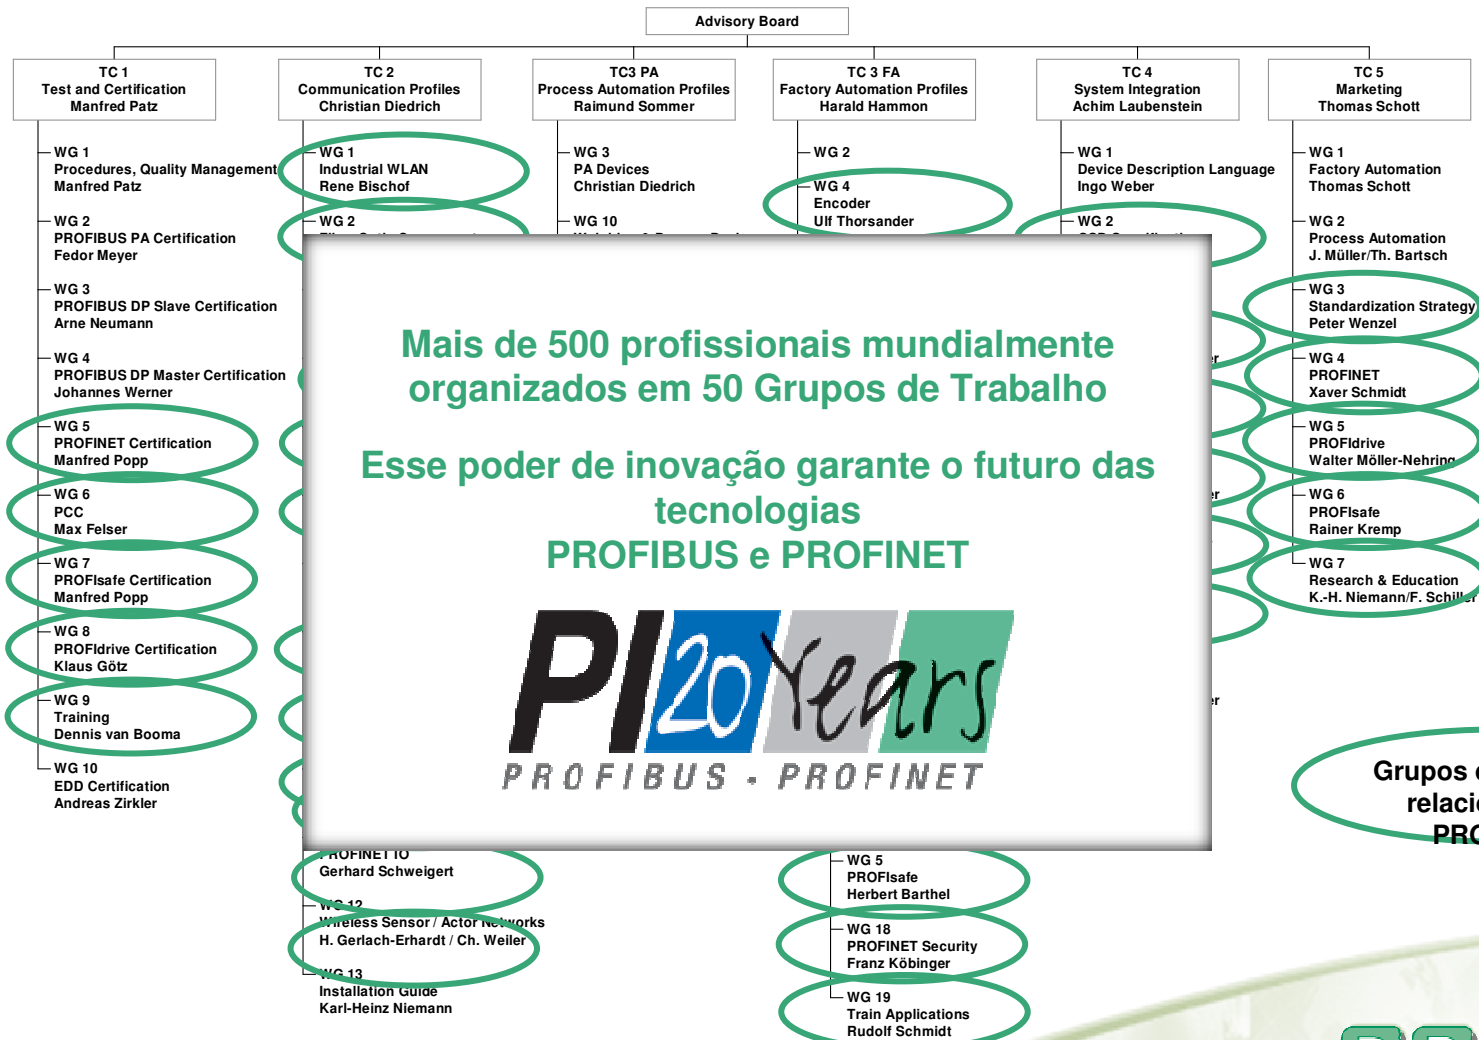 Advisory Board
TC 1
Test and Certification
Manfred Patz
TC 2
Communication Profiles
Christian Diedrich
TC3 PA
Process Automation Profiles
Raimund Sommer
TC 3 FA
Factory Automation Profiles
Harald Hammon
TC 4
System Integration
Achim Laubenstein
TC 5
Marketing
Thomas Schott
WG 1
Procedures, Quality Management
Manfred Patz
WG 2
PROFIBUS PA Certification
Fedor Meyer
WG 3
PROFIBUS DP Slave Certification
Arne Neumann
WG 4
PROFIBUS DP Master Certification
Johannes Werner
WG 5
PROFINET Certification
Manfred Popp
WG 6
PCC
Max Felser
WG 7
PROFIsafe Certification
Manfred Popp
WG 8
PROFIdrive Certification
Klaus Götz
WG 9
Training
Dennis van Booma
WG 10
EDD Certification
Andreas Zirkler
WG 1
Industrial WLAN
Rene Bischof
WG 2
PROFINET IO
Gerhard Schweigert
WG 12
Wireless Sensor / Actor Networks
H. Gerlach-Erhardt / Ch. Weiler
WG 13
Installation Guide
Karl-Heinz Niemann
WG 3
PA Devices
Christian Diedrich
WG 10
WG 2
WG 4
Encoder
Ulf Thorsander
WG 5
PROFIsafe
Herbert Barthel
WG 18
PROFINET Security
Franz Köbinger
WG 19
Train Applications
Rudolf Schmidt
WG 1
Device Description Language
Ingo Weber
WG 2
WG 1
Factory Automation
Thomas Schott
WG 2
Process Automation
J. Müller/Th. Bartsch
WG 3
Standardization Strategy
Peter Wenzel
WG 4
PROFINET
Xaver Schmidt
WG 5
PROFIdrive
Walter Möller-Nehring
WG 6
PROFIsafe
Rainer Kremp
WG 7
Research & Education
K.-H. Niemann/F. Schiller
Mais de 500 profissionais mundialmente
organizados em 50 Grupos de Trabalho
Esse poder de inovação garante o futuro das
tecnologias
PROFIBUS e PROFINET
PI 20 Years
PROFIBUS - PROFINET
Grupos